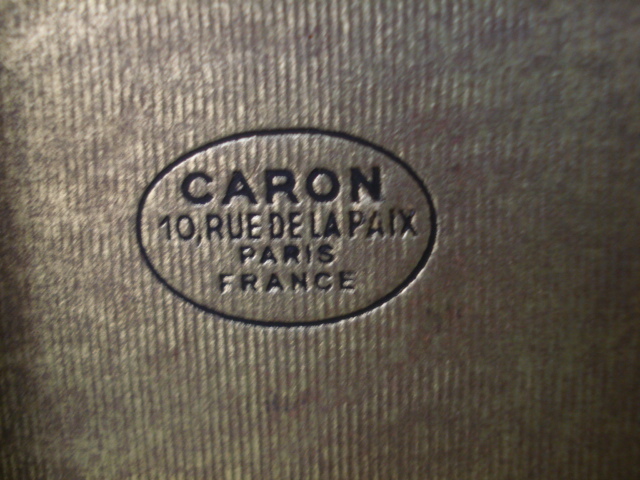 CARON
10, RUE DE LA PAIX
PARIS
FRANCE